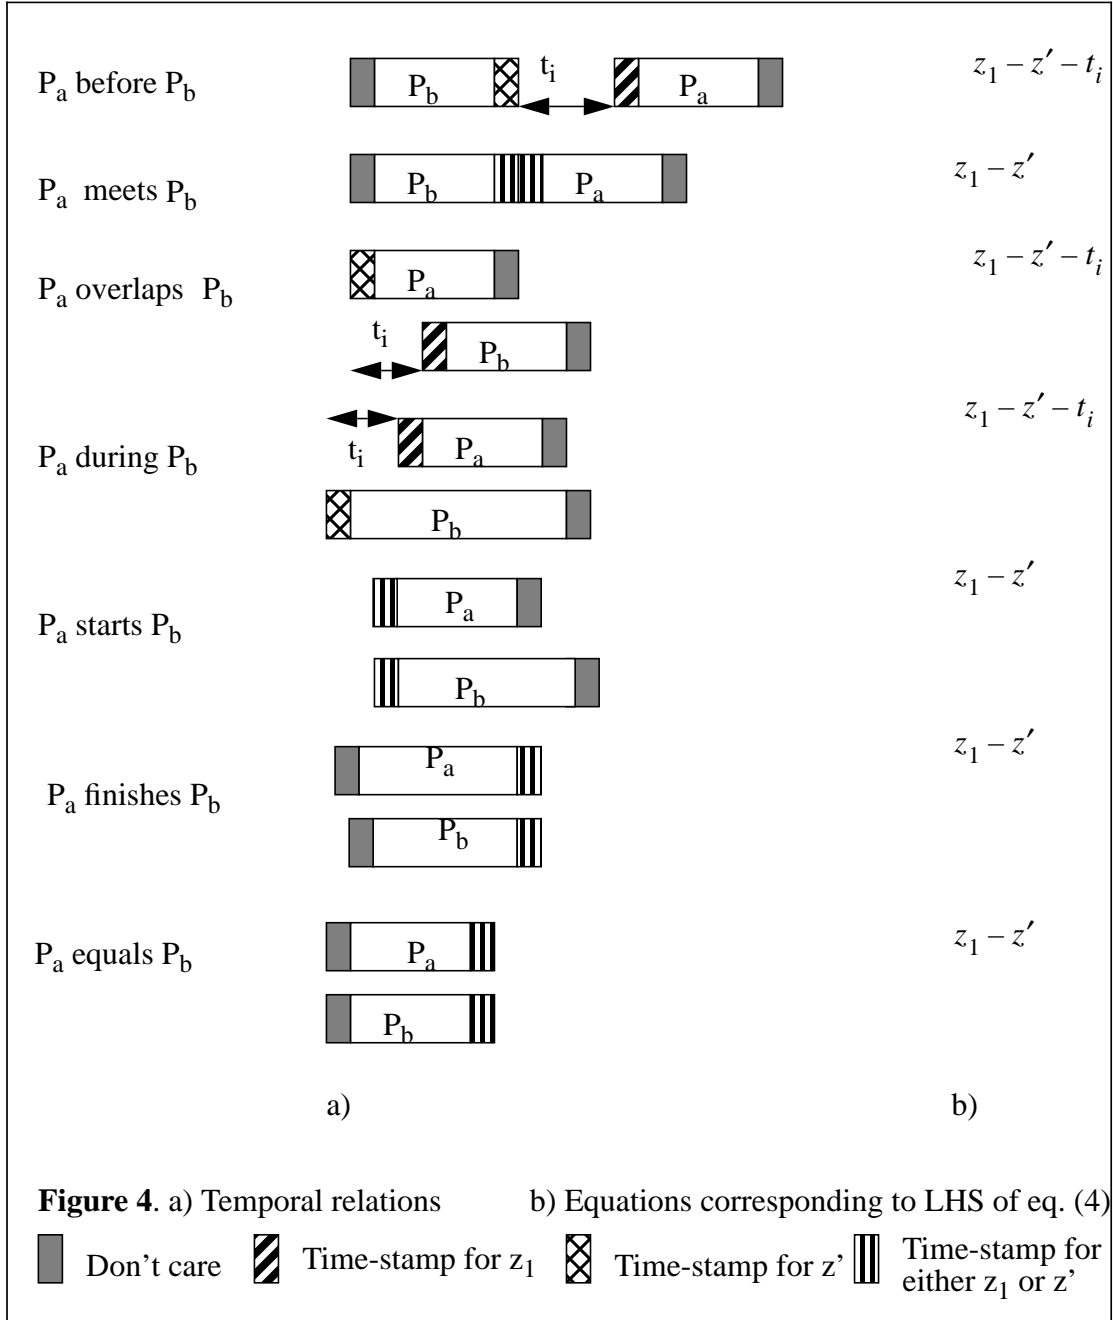 P_a before P_b
P_b
t_i
P_a
z_1 – z′ – t_i
P_a meets P_b
P_b
P_a
z_1 – z′
P_a overlaps P_b
P_a
z_1 – z′ – t_i
t_i
P_b
P_a during P_b
t_i
P_a
z_1 – z′ – t_i
P_b
P_a starts P_b
P_a
z_1 – z′
P_b
P_a finishes P_b
P_a
z_1 – z′
P_b
P_a equals P_b
P_a
z_1 – z′
P_b
a)
b)
Figure 4. a) Temporal relations b) Equations corresponding to LHS of eq. (4)
Don't care
Time-stamp for z_1
Time-stamp for z'
Time-stamp for
either z_1 or z'